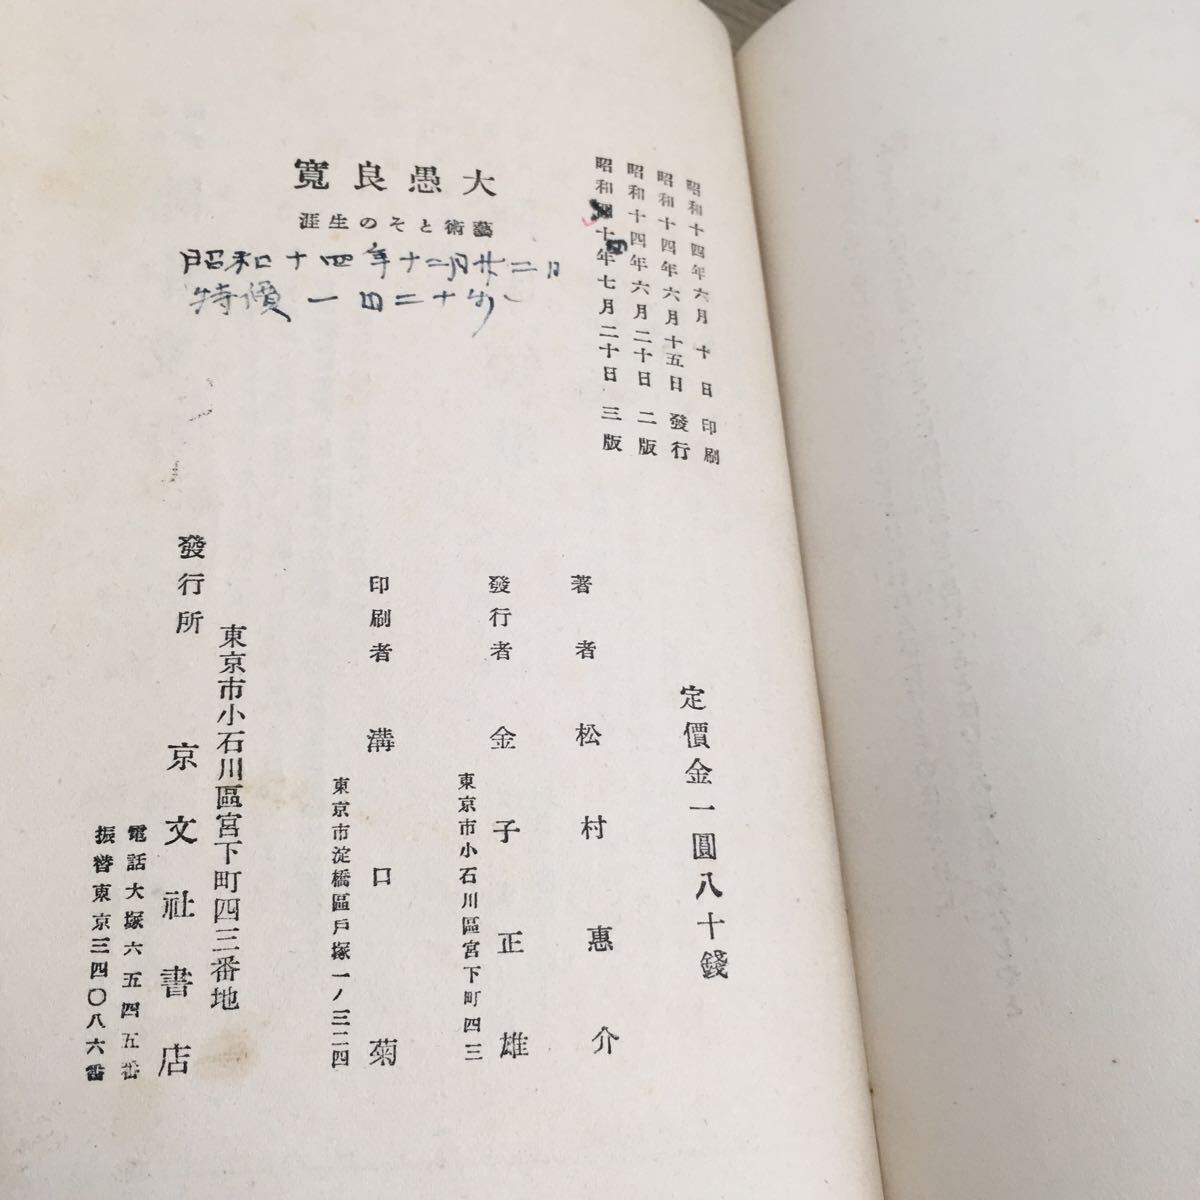 昭和十四年六月十日印刷
昭和十四年六月十五日發行
昭和十四年六月二十日二版
昭和十四年七月二十日三版
大愚良寬
藝術とその生涯
昭和十四年十二月廿二日
特價 一円二十
定價金一圓八十錢
著者 松村惠介
發行者 金子正雄
東京市小石川區宮下町四三
印刷者 溝口菊
東京市淀橋區戶塚一ノ三二四
東京市小石川區宮下町四三番地
發行所 京文社書店
電話大塚六五四五番
振替東京三四〇八六番